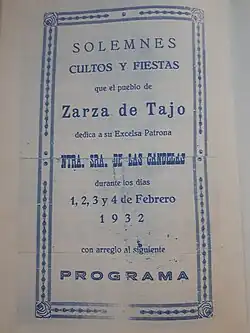 SOLEMNES
CULTOS Y FIESTAS
que el pueblo de
Zarza de Tajo
dedica a su Excelsa Patrona
NTRA. SRA. DE LAS CANDELAS
durante los días
1, 2, 3 y 4 de Febrero
1932
con arreglo al siguiente
PROGRAMA